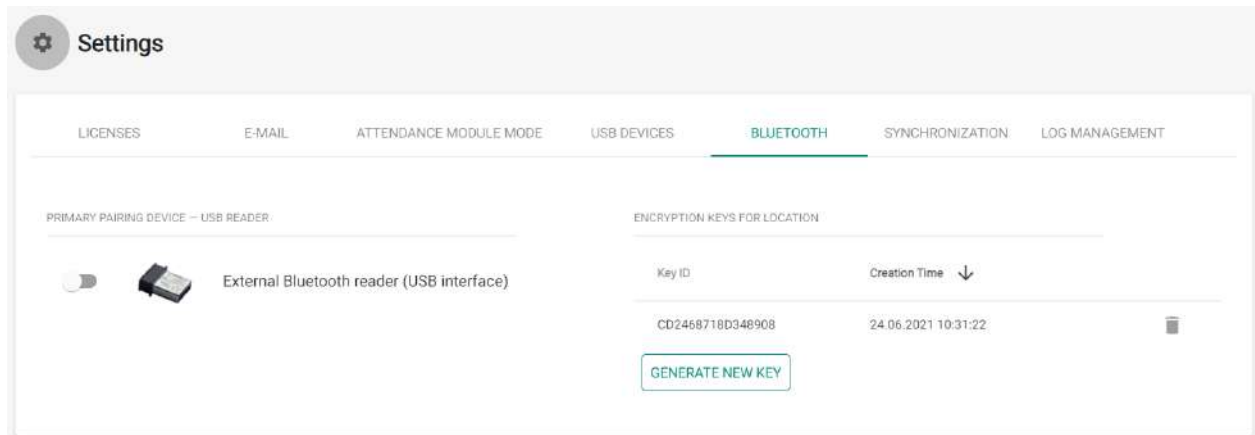 Settings
LICENSES E-MAIL ATTENDANCE MODULE MODE USB DEVICES BLUETOOTH SYNCHRONIZATION LOG MANAGEMENT
PRIMARY PAIRING DEVICE — USB READER
External Bluetooth reader (USB interface)
ENCRYPTION KEYS FOR LOCATION
Key ID Creation Time
CD2468718D348908 24.06.2021 10:31:22
GENERATE NEW KEY